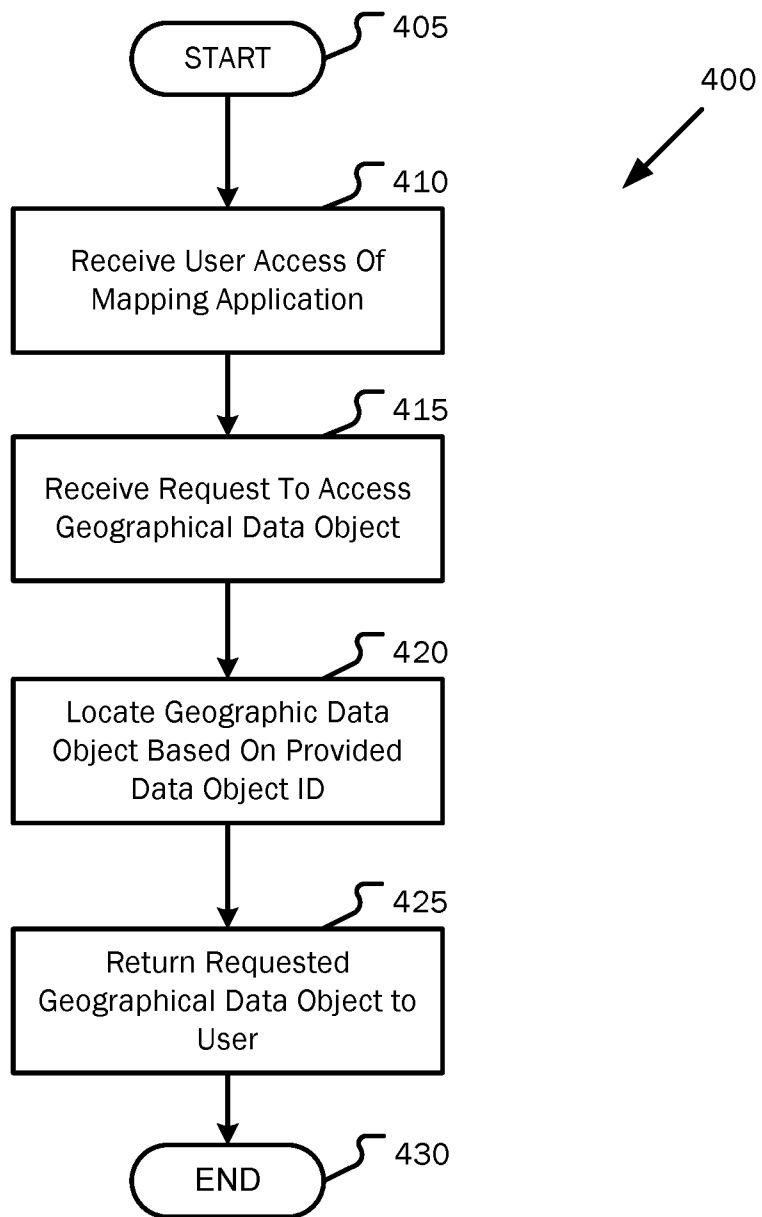 START
405
400
410
Receive User Access Of
Mapping Application
415
Receive Request To Access
Geographical Data Object
420
Locate Geographic Data
Object Based On Provided
Data Object ID
425
Return Requested
Geographical Data Object to
User
END
430